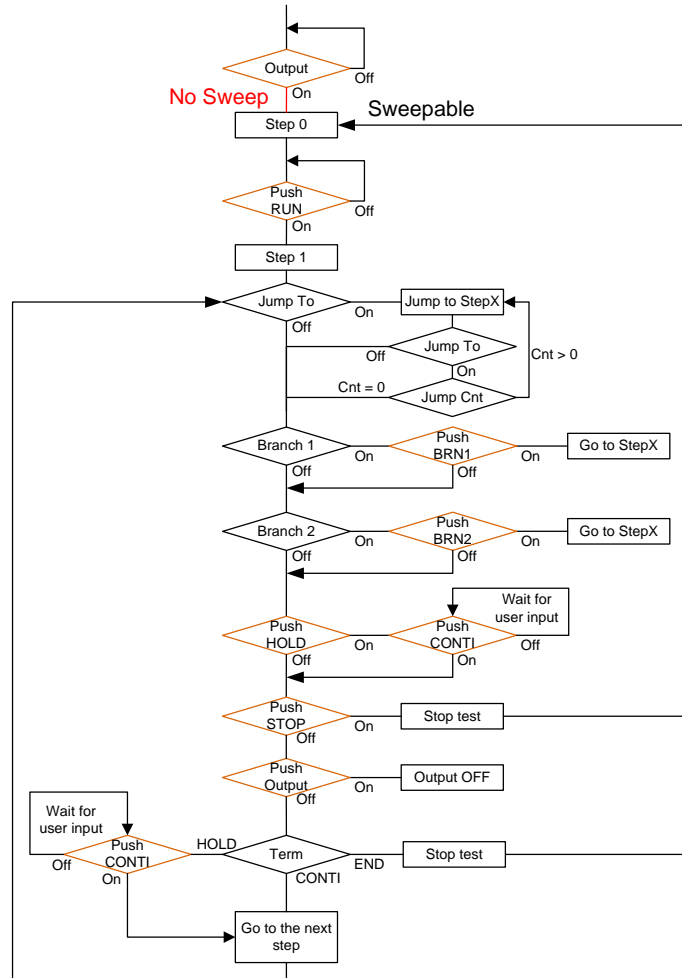 Output
Off
On
No Sweep
Sweepable
Step 0
Push
RUN
Off
On
Step 1
Jump To
On
Off
Jump to StepX
Off
Jump To
On
Cnt > 0
Cnt = 0
Jump Cnt
Branch 1
On
Off
Push
BRN1
On
Off
Go to StepX
Branch 2
On
Off
Push
BRN2
On
Off
Go to StepX
Wait for
user input
Push
HOLD
On
Off
Push
CONTI
Off
On
Push
STOP
On
Off
Stop test
Push
Output
On
Off
Output OFF
Wait for
user input
Push
CONTI
Off
On
HOLD
Term
END
CONTI
Stop test
Go to the next
step